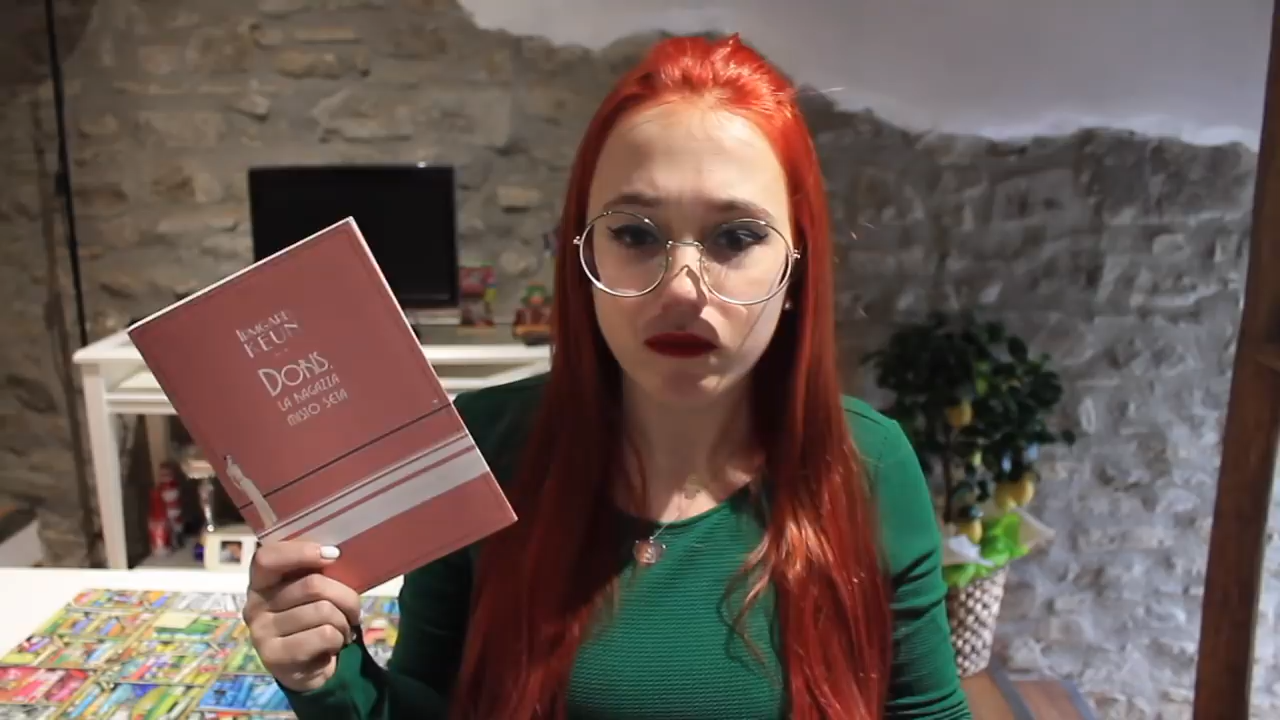 IRMGARD
KEUN
DORIS,
LA RAGAZZA
MISTO SETA